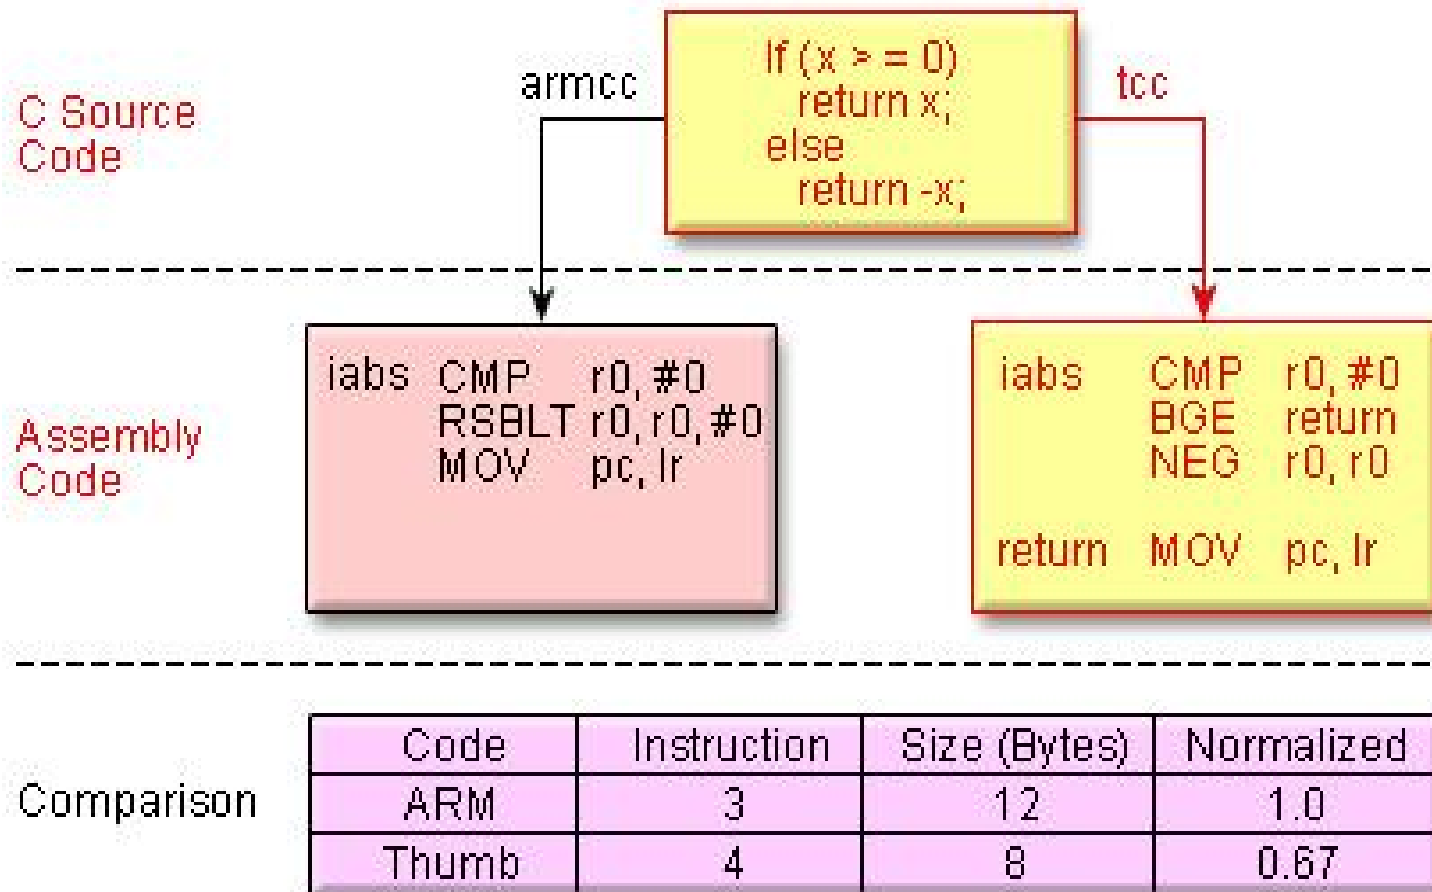 C Source
Code
armcc
if (x > = 0)
return x;
else
return -x;
tcc
Assembly
Code
iabs CMP r0, #0
RSBLT r0, r0, #0
MOV pc, lr
iabs CMP r0, #0
BGE return
NEG r0, r0
return MOV pc, lr
Comparison
Code Instruction Size (Bytes) Normalized
ARM 3 12 1.0
Thumb 4 8 0.67